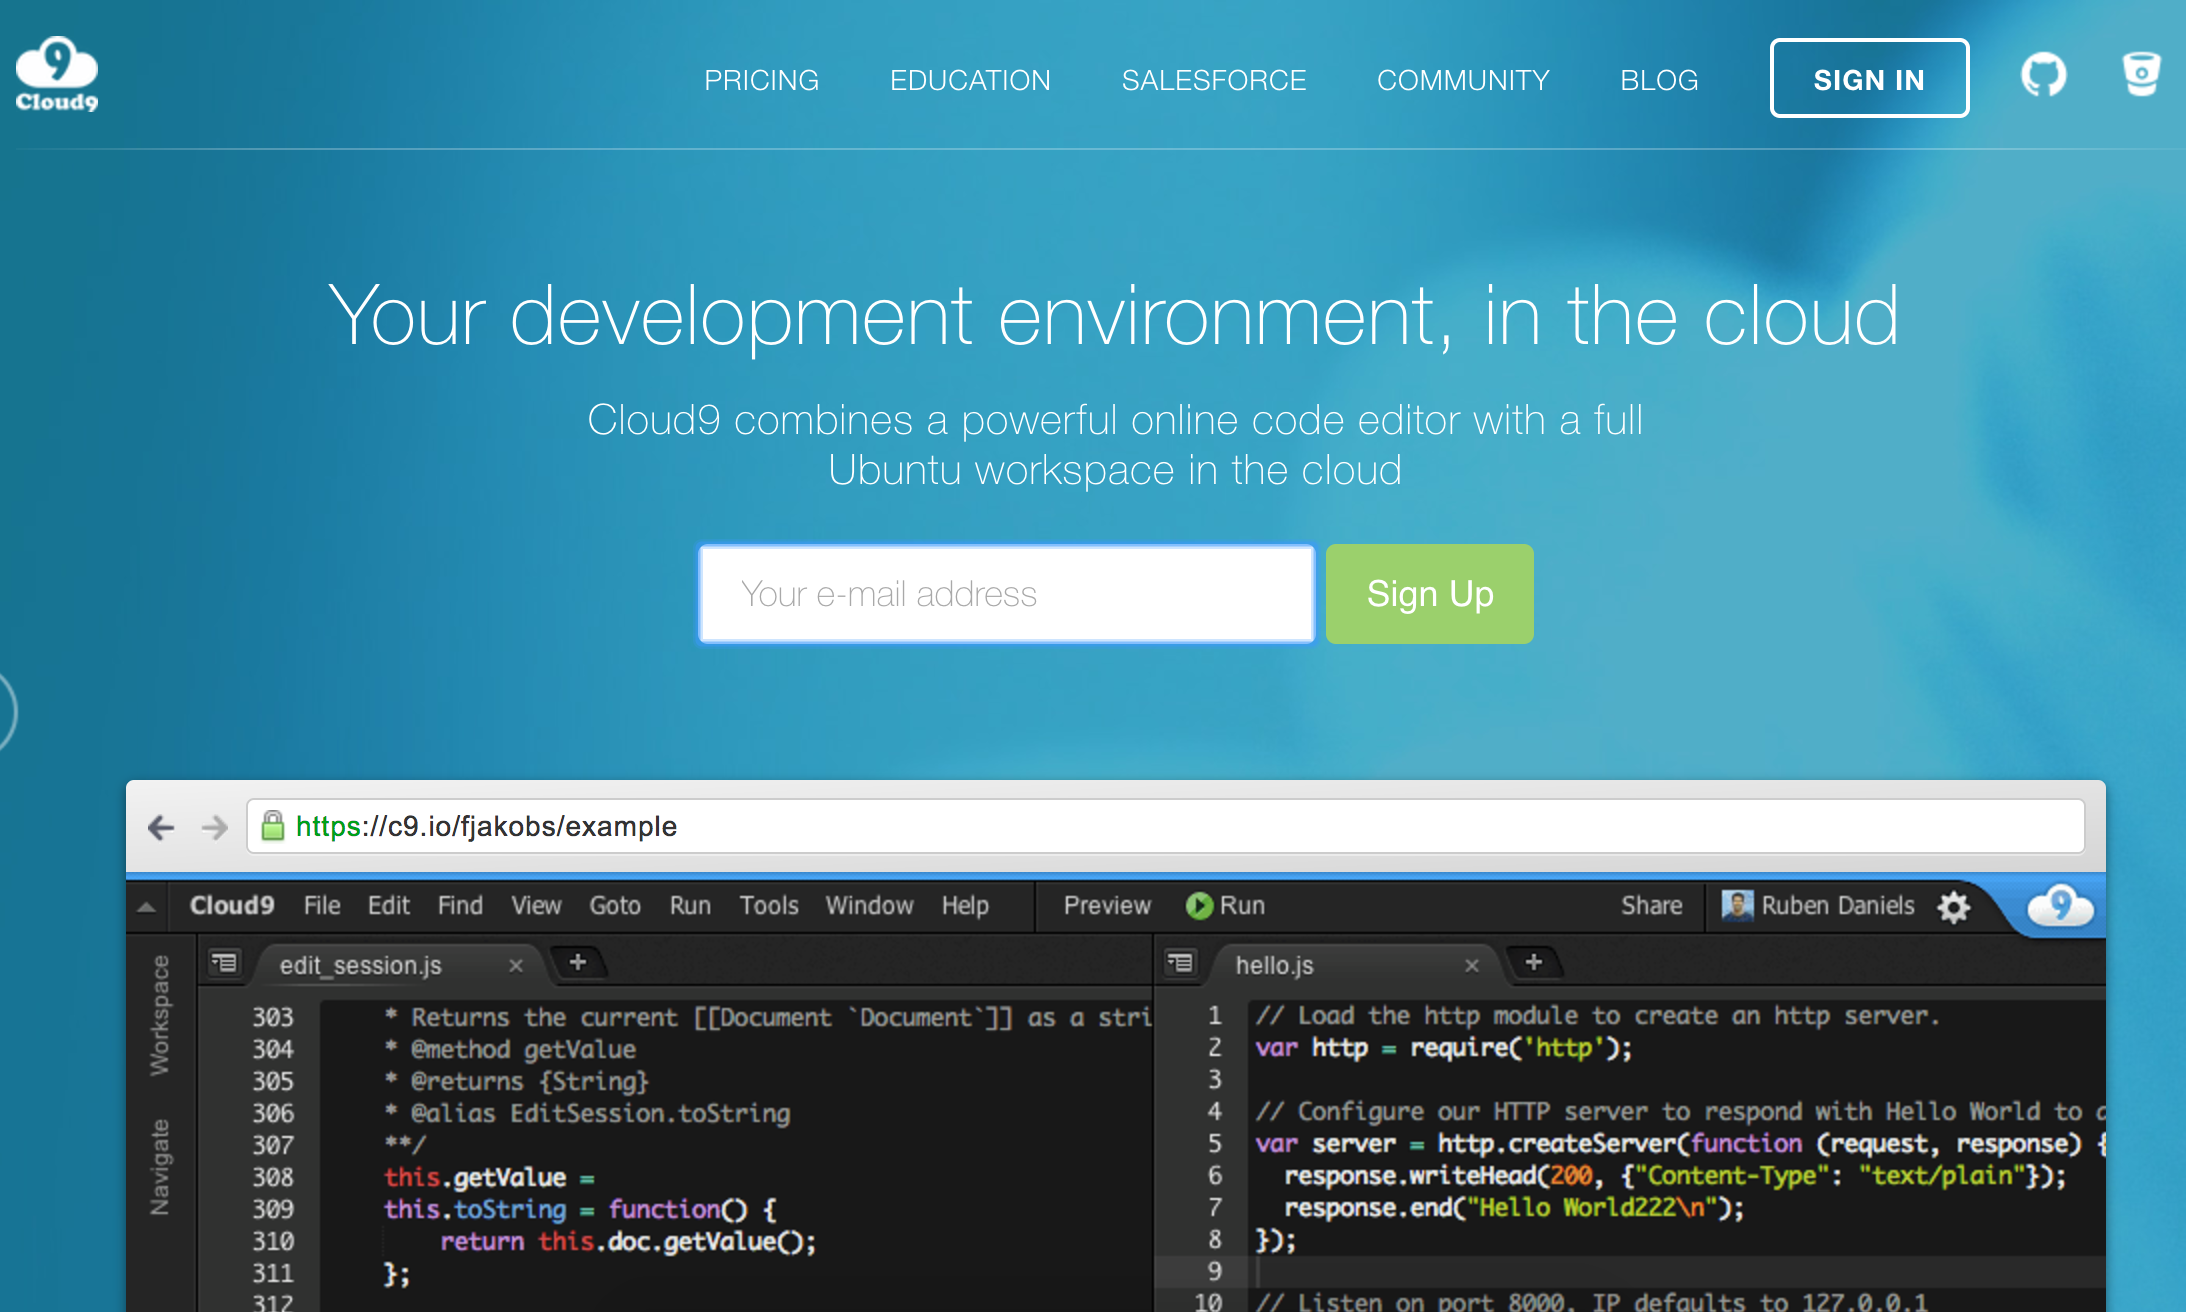 9
Cloud9
PRICING EDUCATION SALESFORCE COMMUNITY BLOG SIGN IN
Your development environment, in the cloud
Cloud9 combines a powerful online code editor with a full
Ubuntu workspace in the cloud
Your e-mail address Sign Up
https://c9.io/fjakobs/example
Cloud9 File Edit Find View Goto Run Tools Window Help Preview Run Share Ruben Daniels 9
Workspace
Navigate
edit_session.js × +
303 * Returns the current [[Document `Document`]] as a stri
304 * @method getValue
305 * @returns {String}
306 * @alias EditSession.toString
307 **/
308 this.getValue =
309 this.toString = function() {
310 return this.doc.getValue();
311 };
312
hello.js × +
1 // Load the http module to create an http server.
2 var http = require('http');
3
4 // Configure our HTTP server to respond with Hello World to a
5 var server = http.createServer(function (request, response) {
6 response.writeHead(200, {"Content-Type": "text/plain"});
7 response.end("Hello World222\n");
8 });
9
10 // Listen on port 8000, IP defaults to 127.0.0.1